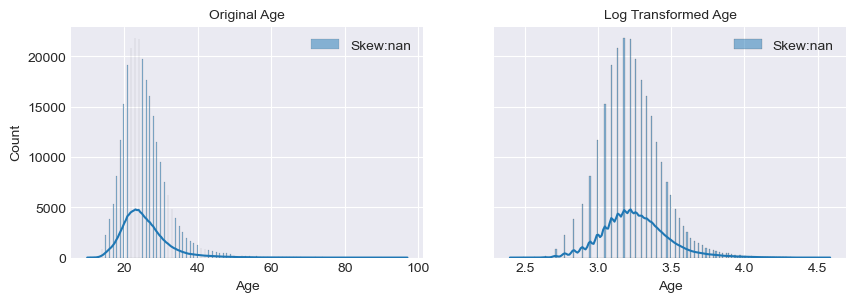 Original Age
Log Transformed Age
Skew:nan
Skew:nan
Count
20000
15000
10000
5000
0
20 40 60 80 100
2.5 3.0 3.5 4.0 4.5
Age
Age